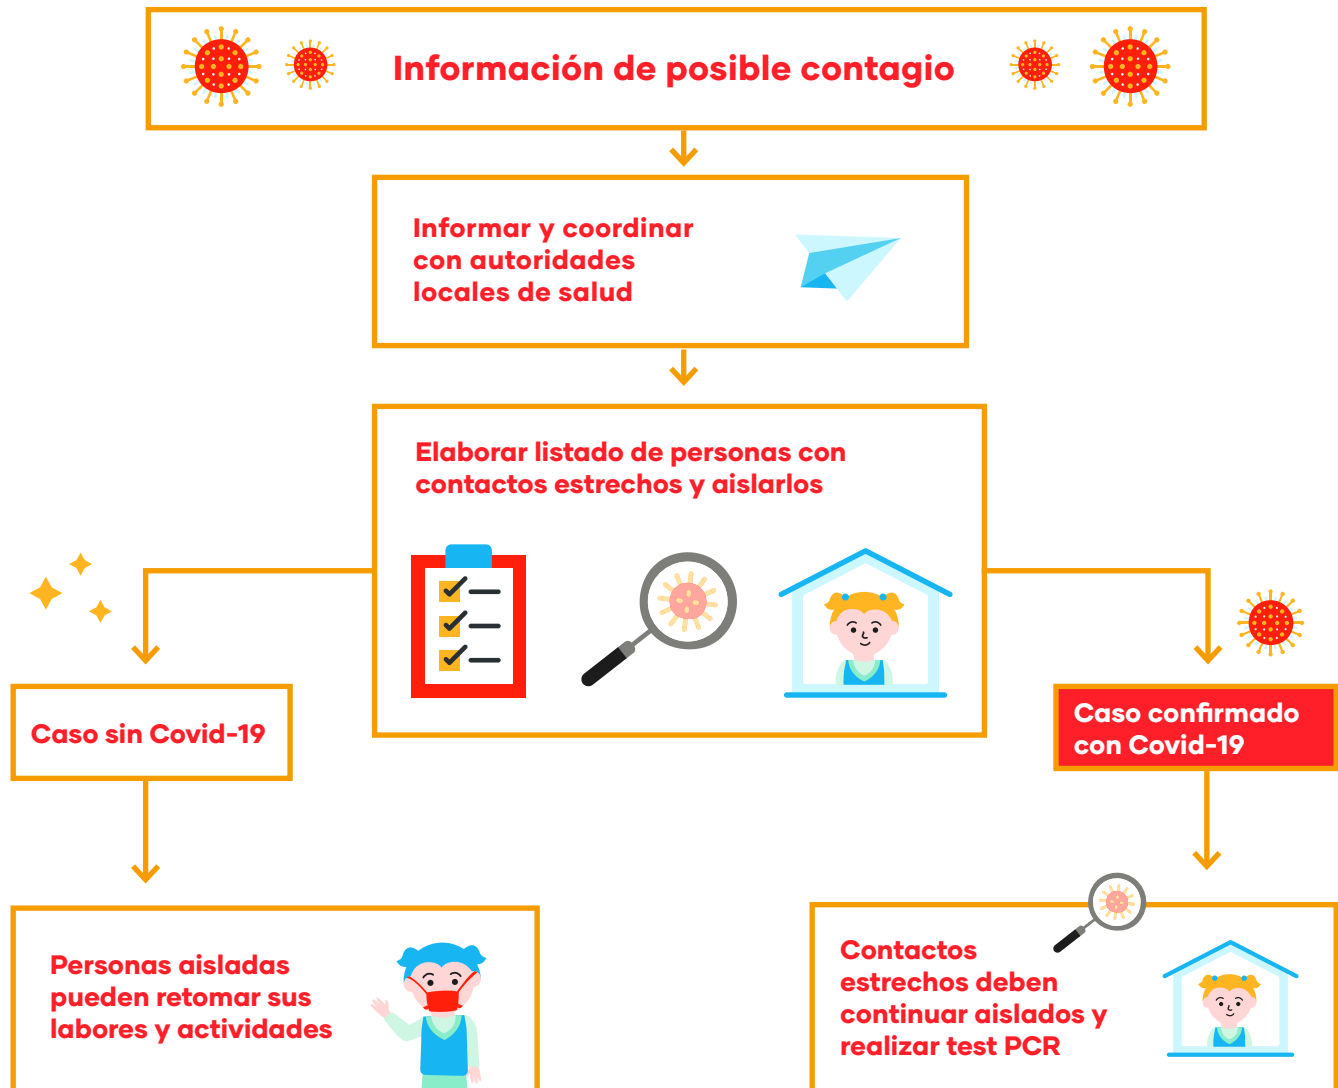 Información de posible contagio
Informar y coordinar
con autoridades
locales de salud
Elaborar listado de personas con
contactos estrechos y aislarlos
Caso sin Covid-19
Caso confirmado
con Covid-19
Personas aisladas
pueden retomar sus
labores y actividades
Contactos
estrechos deben
continuar aislados y
realizar test PCR